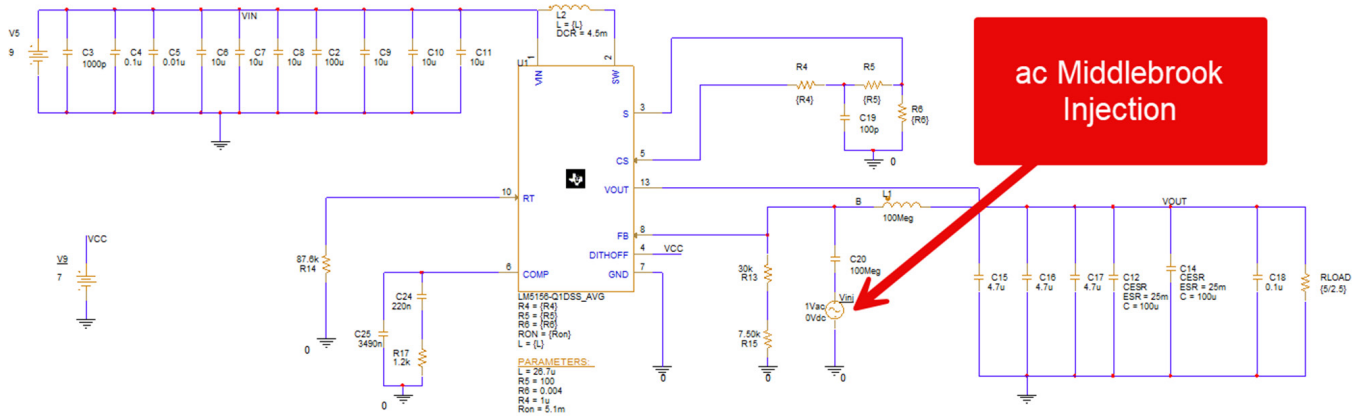 V5
9
VIN
C3
1000p
C4
0.1u
C5
0.01u
C6
10u
C7
10u
C8
10u
C2
100u
C9
10u
C10
10u
C11
10u
L2
L = {L}
DCR = 4.5m
U1
1
VIN
2
SW
S
3
CS
5
VOUT
13
FB
8
DITHOFF
4
VCC
GND
7
10
RT
6
COMP
R4
{R4}
R5
{R5}
R6
{R6}
C19
100p
0
ac Middlebrook
Injection
87.6k
R14
0
VCC
V9
7
C24
220n
C25
3490n
R17
1.2k
0
LM5156-Q1DSS_AVG
R4 = {R4}
R5 = {R5}
R6 = {R6}
RON = {Ron}
L = {L}
PARAMETERS:
L = 26.7u
R5 = 100
R6 = 0.004
R4 = 1u
Ron = 5.1m
0
B
L1
100Meg
30k
R13
7.50k
R15
0
C20
100Meg
Vinj
1Vac
0Vdc
0
VOUT
C15
4.7u
C16
4.7u
C17
4.7u
C12
CESR
ESR = 25m
C = 100u
C14
CESR
ESR = 25m
C = 100u
C18
0.1u
RLOAD
{5/2.5}
0